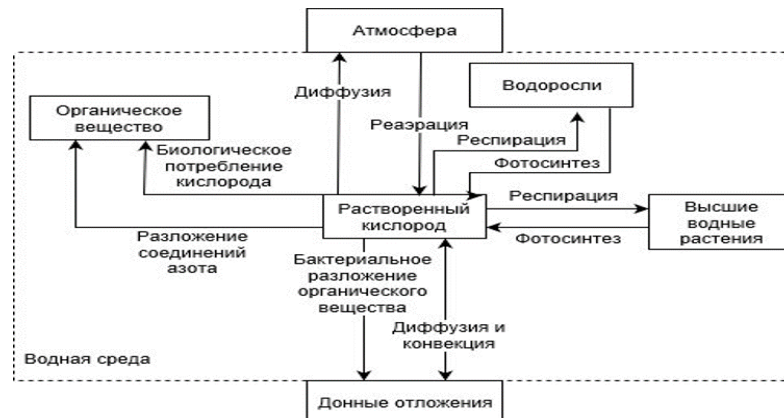 Атмосфера
Водоросли
Диффузия
Органическое
вещество
Реаэрация
Респирация
Биологическое
потребление
кислорода
Фотосинтез
Респирация
Растворенный
кислород
Высшие
водные
растения
Фотосинтез
Разложение
соединений
азота
Бактериальное
разложение
органического
вещества
Диффузия и
конвекция
Водная среда
Донные отложения